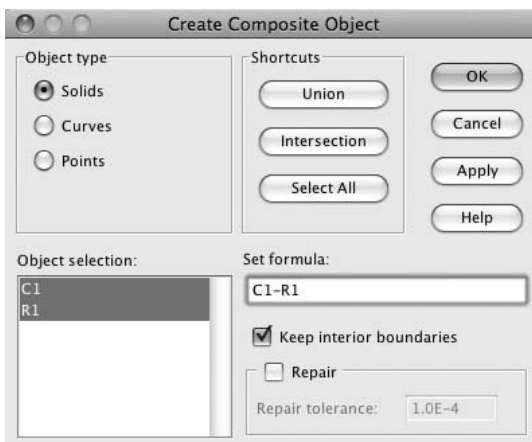 Create Composite Object
Object type
Solids
Curves
Points
Shortcuts
Union
Intersection
Select All
OK
Cancel
Apply
Help
Object selection:
C1
R1
Set formula:
C1-R1
Keep interior boundaries
Repair
Repair tolerance: 1.0E-4